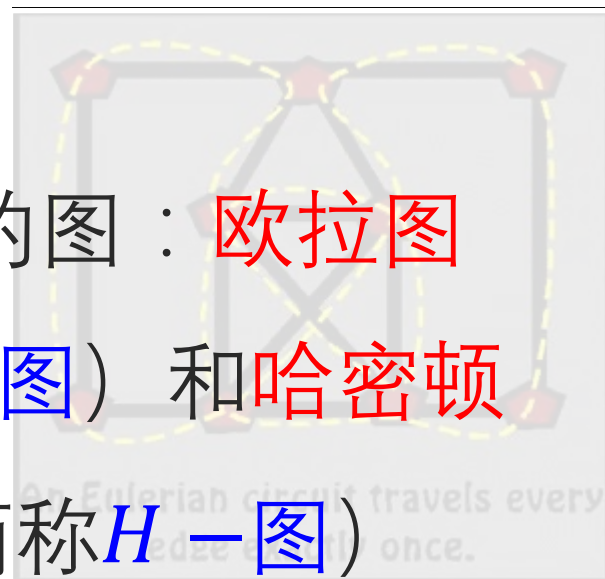 的图：欧拉图
图）和哈密顿
简称H－图）
An Eulerian circuit travels every
edge exactly once.